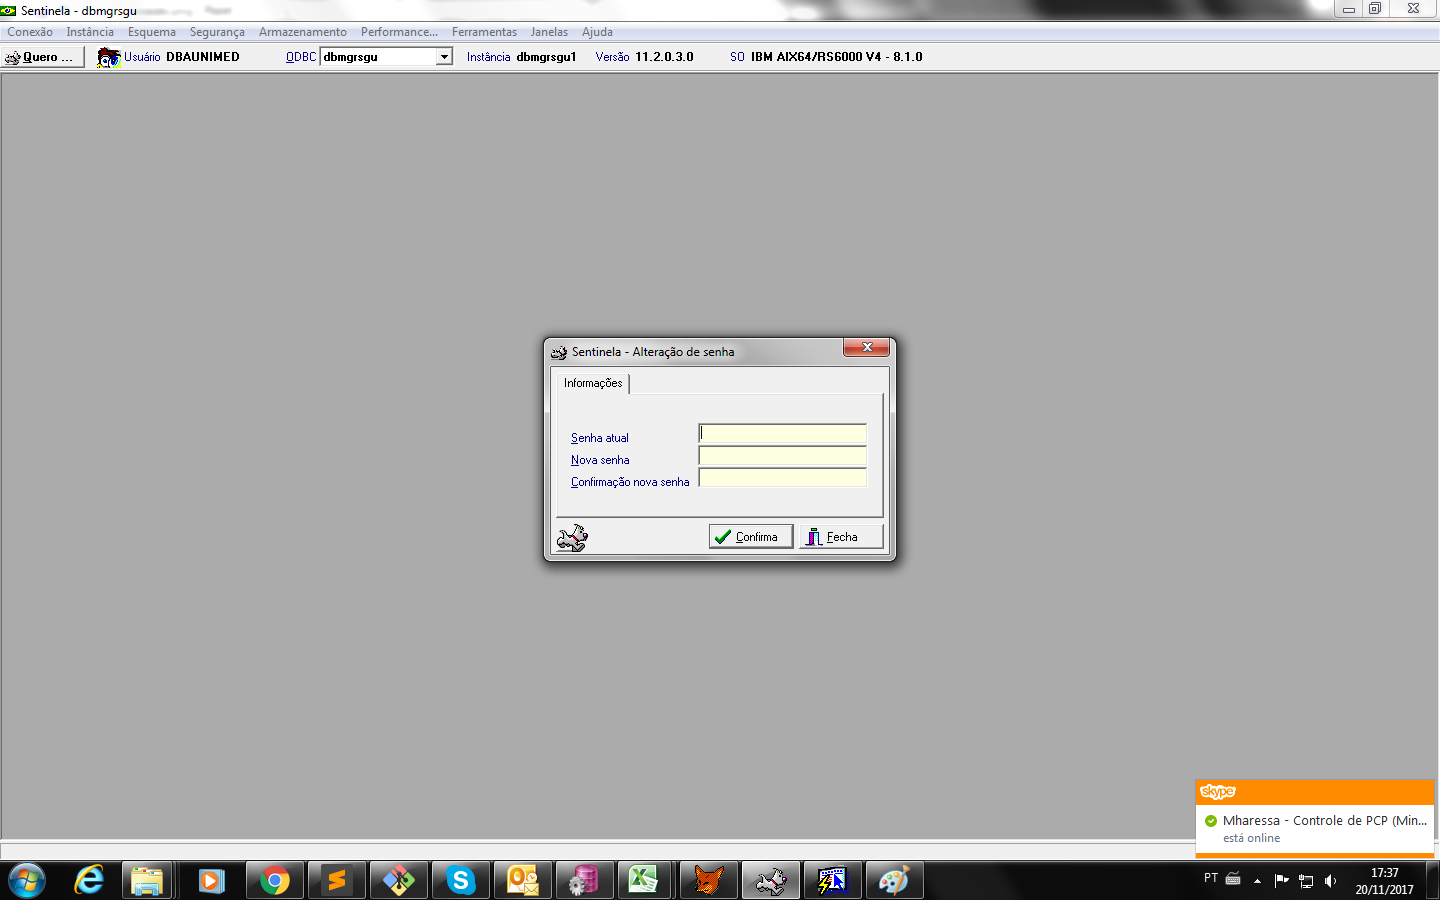 Sentinela - dbmgrsgu
Conexão Instância Esquema Segurança Armazenamento Performance... Ferramentas Janelas Ajuda
Quero ... Usuário DBAUNIMED ODBC dbmgrsgu Instância dbmgrsgu1 Versão 11.2.0.3.0 SO IBM AIX64/RS6000 V4 - 8.1.0
Sentinela - Alteração de senha
Informações
Senha atual
Nova senha
Confirmação nova senha
Confirma Fecha
skype
Mharessa - Controle de PCP (Min...
está online
PT 17:37
20/11/2017